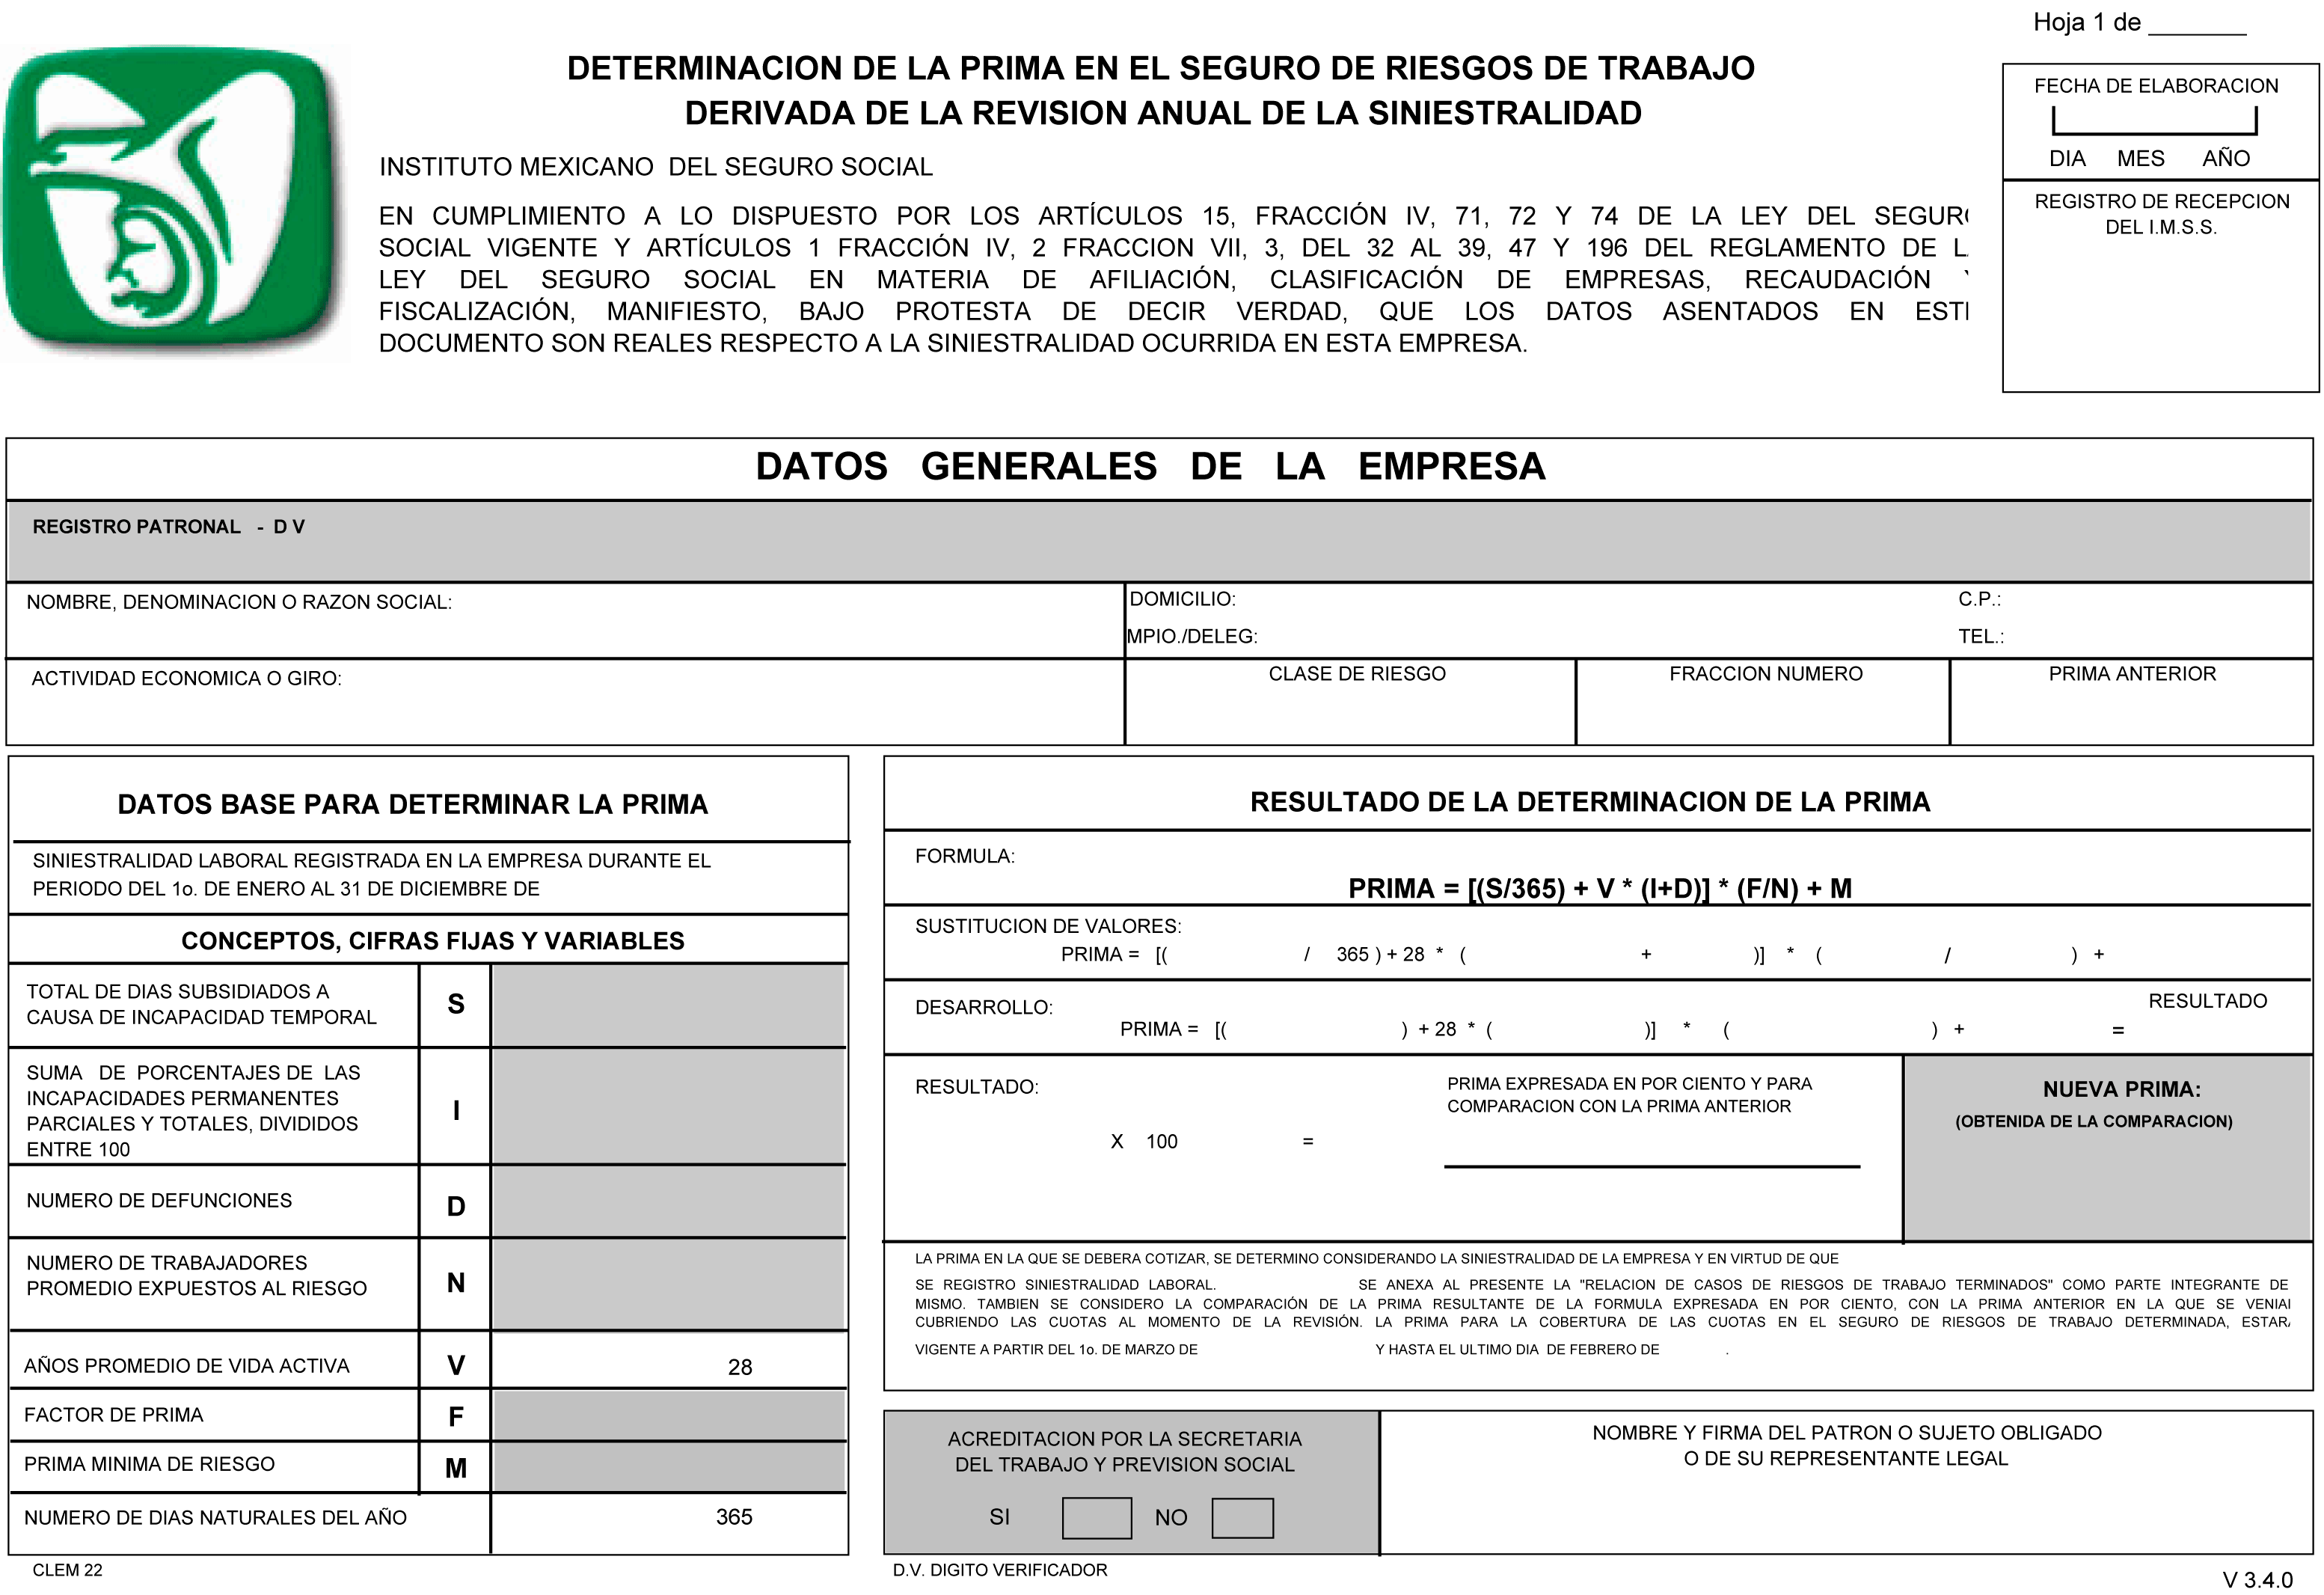 Hoja 1 de _______
DETERMINACION DE LA PRIMA EN EL SEGURO DE RIESGOS DE TRABAJO
DERIVADA DE LA REVISION ANUAL DE LA SINIESTRALIDAD
FECHA DE ELABORACION
DIA MES AÑO
REGISTRO DE RECEPCION
DEL I.M.S.S.
INSTITUTO MEXICANO DEL SEGURO SOCIAL
EN CUMPLIMIENTO A LO DISPUESTO POR LOS ARTÍCULOS 15, FRACCIÓN IV, 71, 72 Y 74 DE LA LEY DEL SEGURO
SOCIAL VIGENTE Y ARTÍCULOS 1 FRACCIÓN IV, 2 FRACCION VII, 3, DEL 32 AL 39, 47 Y 196 DEL REGLAMENTO DE L
LEY DEL SEGURO SOCIAL EN MATERIA DE AFILIACIÓN, CLASIFICACIÓN DE EMPRESAS, RECAUDACIÓN Y
FISCALIZACIÓN, MANIFIESTO, BAJO PROTESTA DE DECIR VERDAD, QUE LOS DATOS ASENTADOS EN ESTE
DOCUMENTO SON REALES RESPECTO A LA SINIESTRALIDAD OCURRIDA EN ESTA EMPRESA.
DATOS GENERALES DE LA EMPRESA
REGISTRO PATRONAL - D V
NOMBRE, DENOMINACION O RAZON SOCIAL:
DOMICILIO:
C.P.:
MPIO./DELEG:
TEL.:
ACTIVIDAD ECONOMICA O GIRO:
CLASE DE RIESGO
FRACCION NUMERO
PRIMA ANTERIOR
DATOS BASE PARA DETERMINAR LA PRIMA
SINIESTRALIDAD LABORAL REGISTRADA EN LA EMPRESA DURANTE EL
PERIODO DEL 1o. DE ENERO AL 31 DE DICIEMBRE DE
CONCEPTOS, CIFRAS FIJAS Y VARIABLES
TOTAL DE DIAS SUBSIDIADOS A
CAUSA DE INCAPACIDAD TEMPORAL
S
SUMA DE PORCENTAJES DE LAS
INCAPACIDADES PERMANENTES
PARCIALES Y TOTALES, DIVIDIDOS
ENTRE 100
I
NUMERO DE DEFUNCIONES
D
NUMERO DE TRABAJADORES
PROMEDIO EXPUESTOS AL RIESGO
N
AÑOS PROMEDIO DE VIDA ACTIVA
V
28
FACTOR DE PRIMA
F
PRIMA MINIMA DE RIESGO
M
NUMERO DE DIAS NATURALES DEL AÑO
365
CLEM 22
RESULTADO DE LA DETERMINACION DE LA PRIMA
FORMULA:
PRIMA = [(S/365) + V * (I+D)] * (F/N) + M
SUSTITUCION DE VALORES:
PRIMA = [( / 365 ) + 28 * ( + )] * ( / ) +
DESARROLLO:
RESULTADO
PRIMA = [( ) + 28 * ( )] * ( ) + =
RESULTADO:
X 100 =
PRIMA EXPRESADA EN POR CIENTO Y PARA
COMPARACION CON LA PRIMA ANTERIOR
NUEVA PRIMA:
(OBTENIDA DE LA COMPARACION)
LA PRIMA EN LA QUE SE DEBERA COTIZAR, SE DETERMINO CONSIDERANDO LA SINIESTRALIDAD DE LA EMPRESA Y EN VIRTUD DE QUE
SE REGISTRO SINIESTRALIDAD LABORAL. SE ANEXA AL PRESENTE LA "RELACION DE CASOS DE RIESGOS DE TRABAJO TERMINADOS" COMO PARTE INTEGRANTE DE
MISMO. TAMBIEN SE CONSIDERO LA COMPARACIÓN DE LA PRIMA RESULTANTE DE LA FORMULA EXPRESADA EN POR CIENTO, CON LA PRIMA ANTERIOR EN LA QUE SE VENIAN
CUBRIENDO LAS CUOTAS AL MOMENTO DE LA REVISIÓN. LA PRIMA PARA LA COBERTURA DE LAS CUOTAS EN EL SEGURO DE RIESGOS DE TRABAJO DETERMINADA, ESTARA
VIGENTE A PARTIR DEL 1o. DE MARZO DE Y HASTA EL ULTIMO DIA DE FEBRERO DE .
ACREDITACION POR LA SECRETARIA
DEL TRABAJO Y PREVISION SOCIAL
SI NO
NOMBRE Y FIRMA DEL PATRON O SUJETO OBLIGADO
O DE SU REPRESENTANTE LEGAL
D.V. DIGITO VERIFICADOR
V 3.4.0